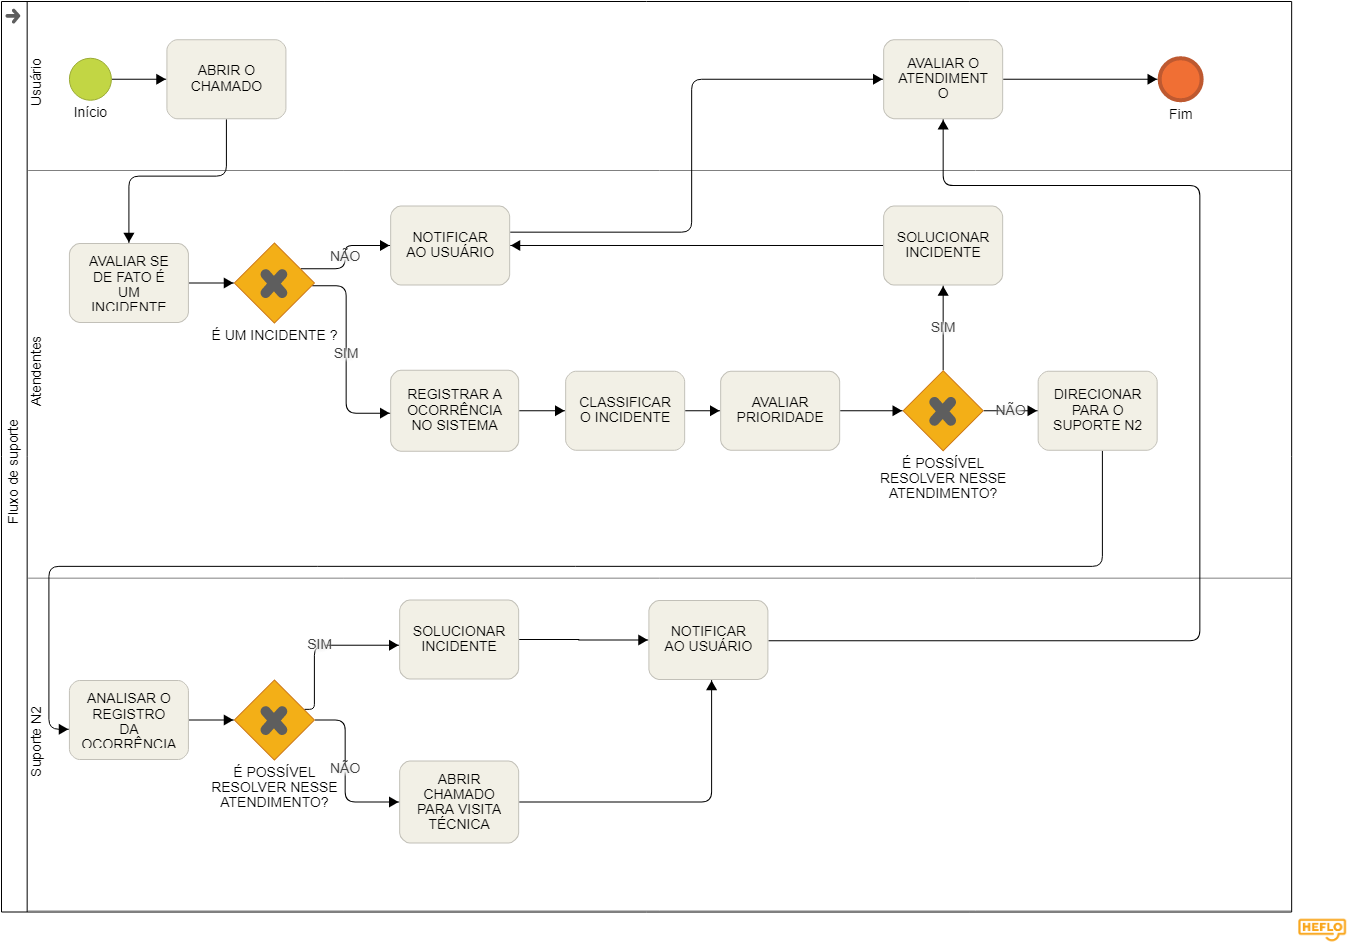 Fluxo de suporte
Usuário
Início
ABRIR O
CHAMADO
AVALIAR O
ATENDIMENT
O
Fim
Atendentes
AVALIAR SE
DE FATO É
UM
INCIDENTE
É UM INCIDENTE ?
NÃO
SIM
NOTIFICAR
AO USUÁRIO
SOLUCIONAR
INCIDENTE
REGISTRAR A
OCORRÊNCIA
NO SISTEMA
CLASSIFICAR
O INCIDENTE
AVALIAR
PRIORIDADE
SIM
É POSSÍVEL
RESOLVER NESSE
ATENDIMENTO?
NÃO
DIRECIONAR
PARA O
SUPORTE N2
Suporte N2
ANALISAR O
REGISTRO
DA
OCORRÊNCIA
É POSSÍVEL
RESOLVER NESSE
ATENDIMENTO?
SIM
NÃO
SOLUCIONAR
INCIDENTE
NOTIFICAR
AO USUÁRIO
ABRIR
CHAMADO
PARA VISITA
TÉCNICA
HEFLO